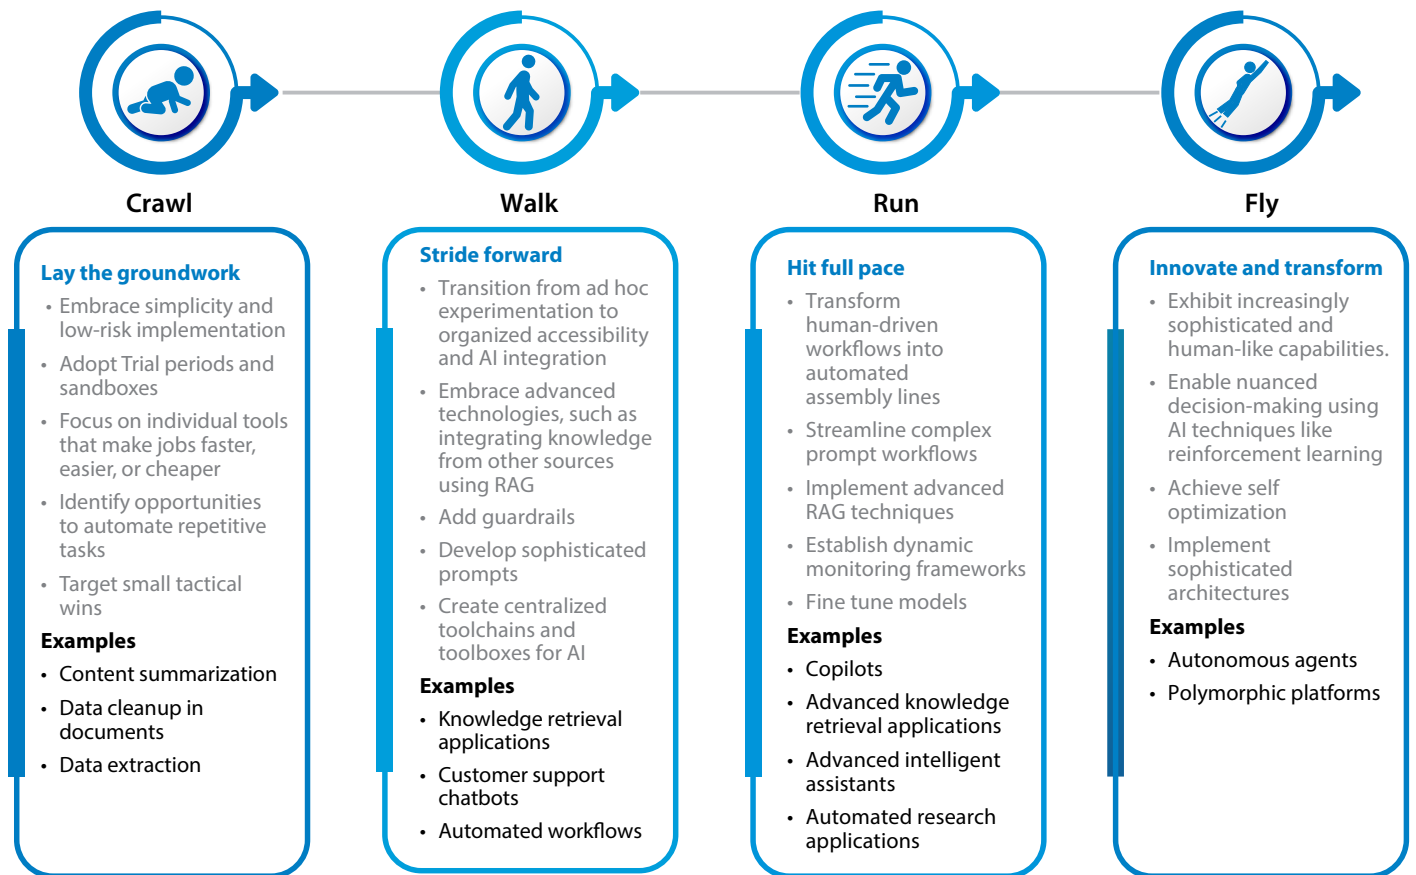 Crawl
Lay the groundwork
• Embrace simplicity and
low-risk implementation
• Adopt Trial periods and
sandboxes
• Focus on individual tools
that make jobs faster,
easier, or cheaper
• Identify opportunities
to automate repetitive
tasks
• Target small tactical
wins
Examples
• Content summarization
• Data cleanup in
documents
• Data extraction
Walk
Stride forward
• Transition from ad hoc
experimentation to
organized accessibility
and AI integration
• Embrace advanced
technologies, such as
integrating knowledge
from other sources
using RAG
• Add guardrails
• Develop sophisticated
prompts
• Create centralized
toolchains and
toolboxes for AI
Examples
• Knowledge retrieval
applications
• Customer support
chatbots
• Automated workflows
Run
Hit full pace
• Transform
human-driven
workflows into
automated
assembly lines
• Streamline complex
prompt workflows
• Implement advanced
RAG techniques
• Establish dynamic
monitoring frameworks
• Fine tune models
Examples
• Copilots
• Advanced knowledge
retrieval applications
• Advanced intelligent
assistants
• Automated research
applications
Fly
Innovate and transform
• Exhibit increasingly
sophisticated and
human-like capabilities.
• Enable nuanced
decision-making using
AI techniques like
reinforcement learning
• Achieve self
optimization
• Implement
sophisticated
architectures
Examples
• Autonomous agents
• Polymorphic platforms